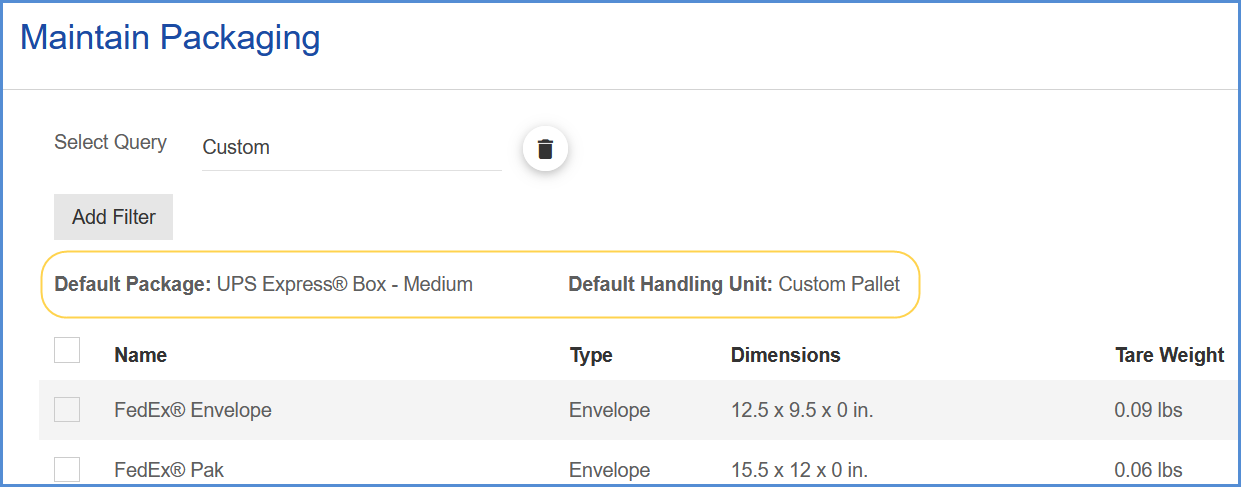 Maintain Packaging
Select Query Custom
Add Filter
Default Package: UPS Express® Box - Medium Default Handling Unit: Custom Pallet
Name Type Dimensions Tare Weight
FedEx® Envelope Envelope 12.5 x 9.5 x 0 in. 0.09 lbs
FedEx® Pak Envelope 15.5 x 12 x 0 in. 0.06 lbs